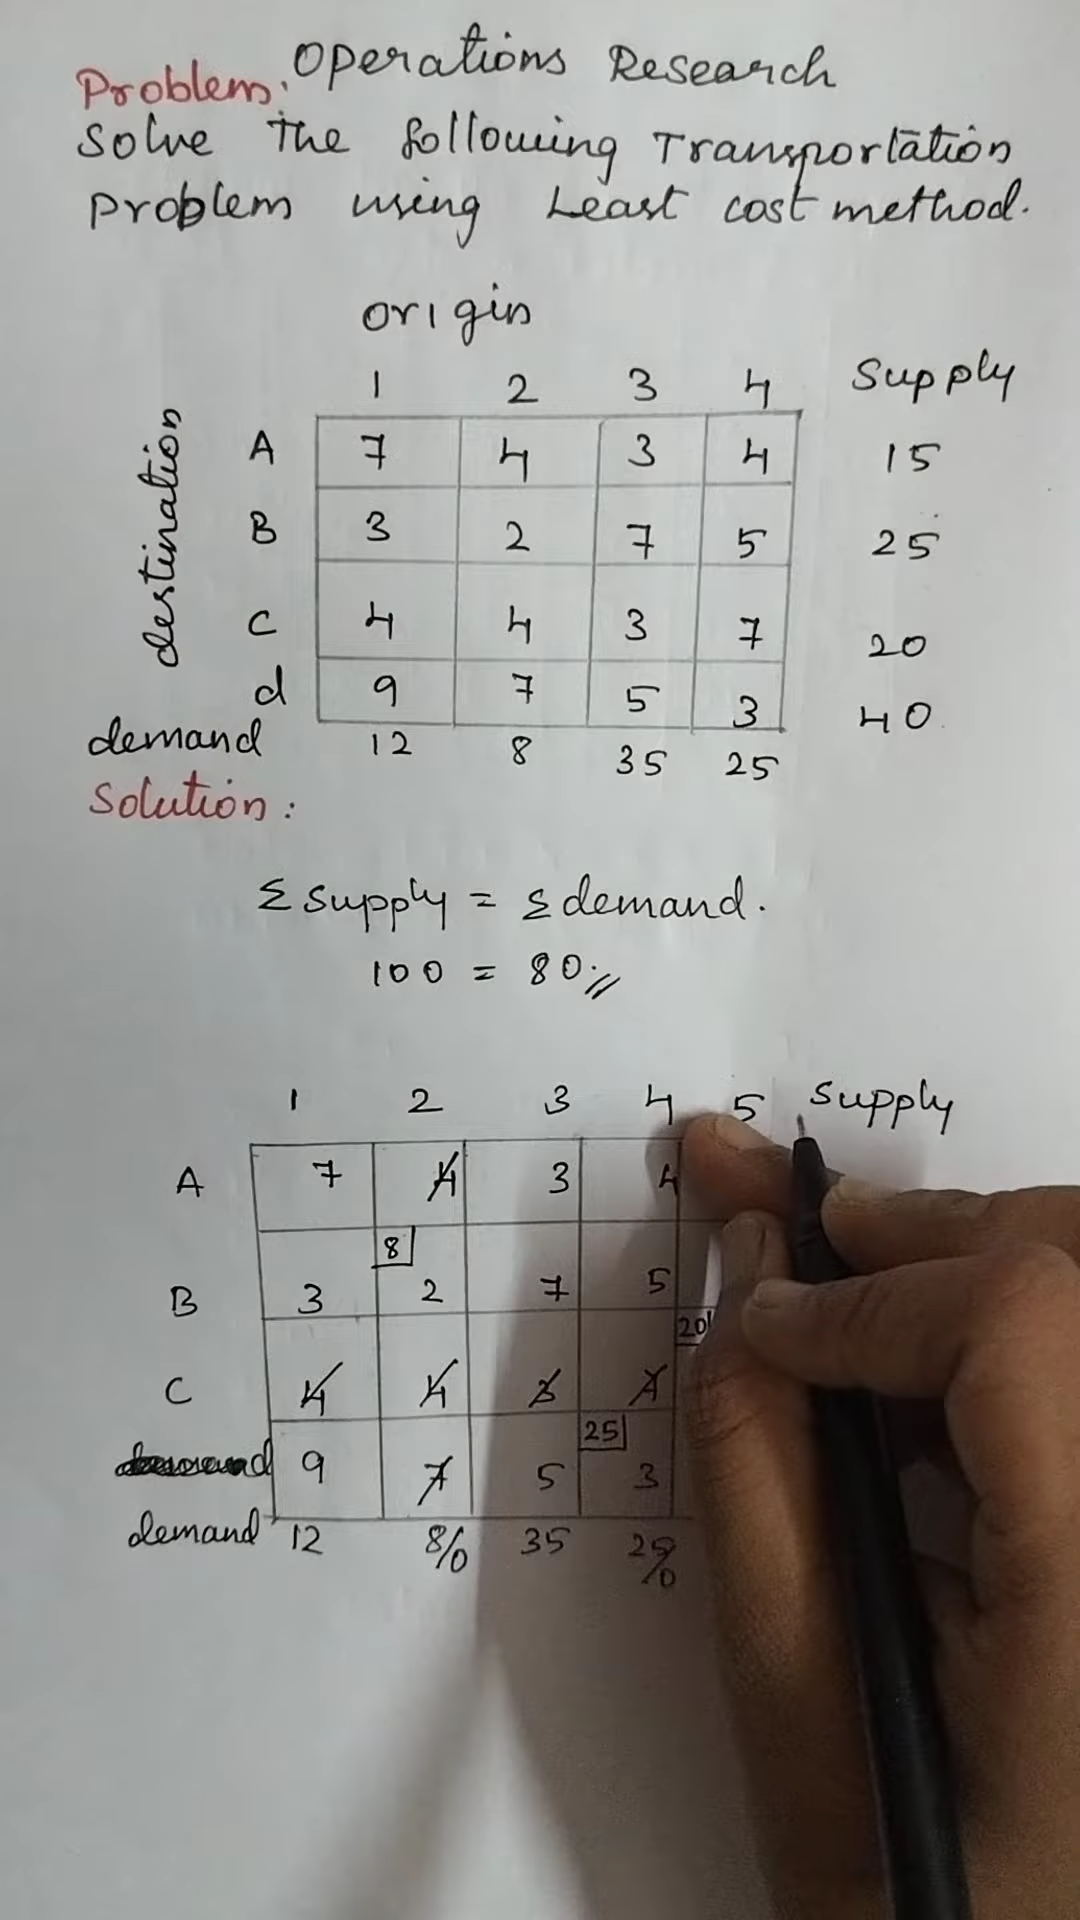 Operations Research
Problem:
Solve the following Transportation
problem using Least cost method.
origin
1 2 3 4 Supply
destination
A 7 4 3 4 15
B 3 2 7 5 25
C 4 4 3 7 20
d 9 7 5 3 40
demand 12 8 35 25
Solution:
Σ Supply = Σ demand.
100 = 80.//
1 2 3 4 5 Supply
A 7 4 3 4
8
B 3 2 7 5
20
C 4 4 3 7
25
d 9 7 5 3
demand 12 8/0 35 25/0